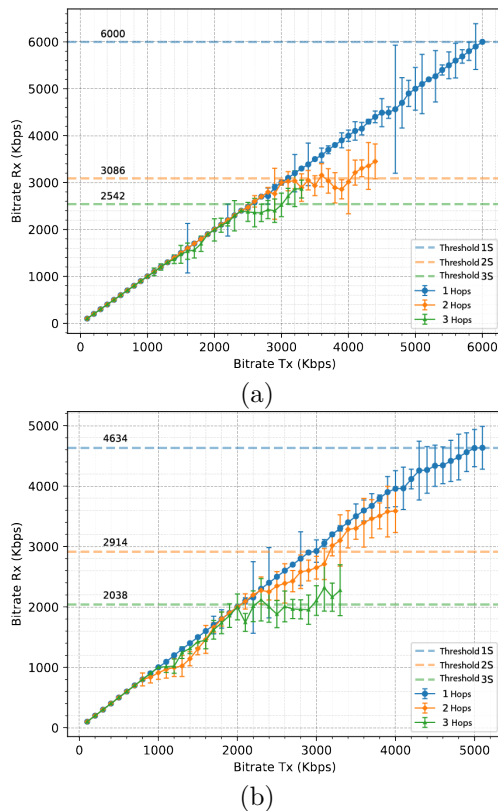 6000
6000
5000
Bitrate Rx (Kbps)
4000
3086
3000
2542
2000
1000
0
Threshold 1S
Threshold 2S
Threshold 3S
1 Hops
2 Hops
3 Hops
0 1000 2000 3000 4000 5000 6000
Bitrate Tx (Kbps)
(a)
5000
4634
4000
Bitrate Rx (Kbps)
2914
3000
2038
2000
1000
0
Threshold 1S
Threshold 2S
Threshold 3S
1 Hops
2 Hops
3 Hops
0 1000 2000 3000 4000 5000
Bitrate Tx (Kbps)
(b)